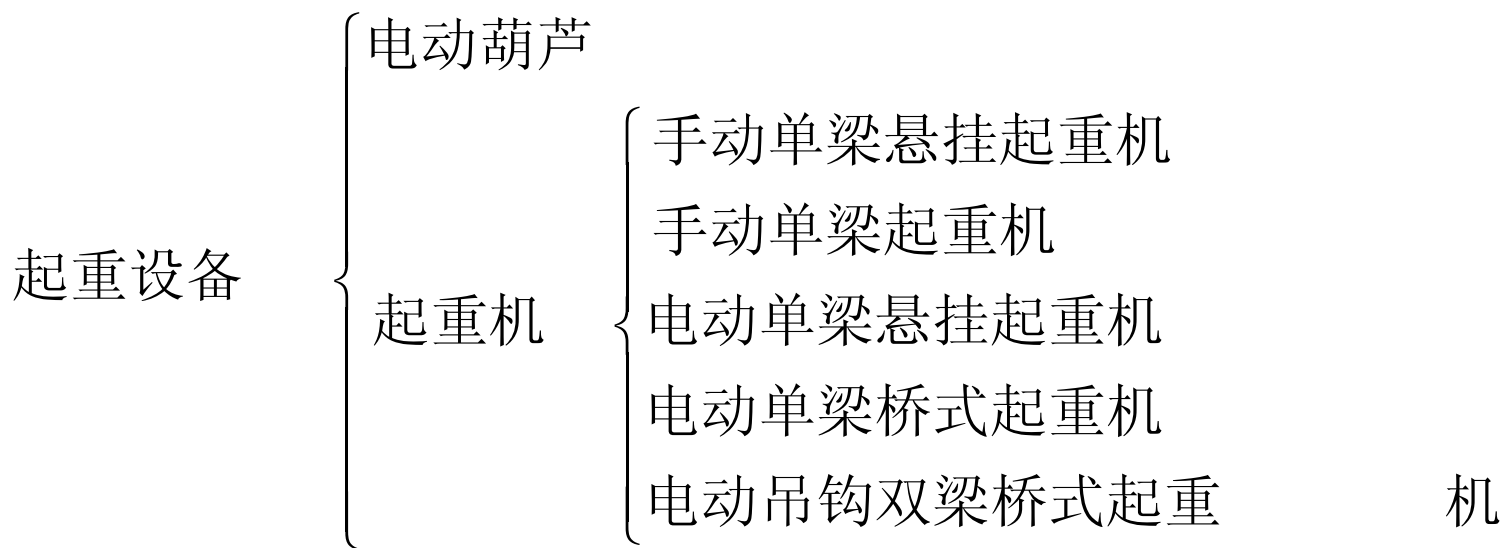 电动葫芦
手动单梁悬挂起重机
手动单梁起重机
起重设备
起重机
电动单梁悬挂起重机
电动单梁桥式起重机
电动吊钩双梁桥式起重 机